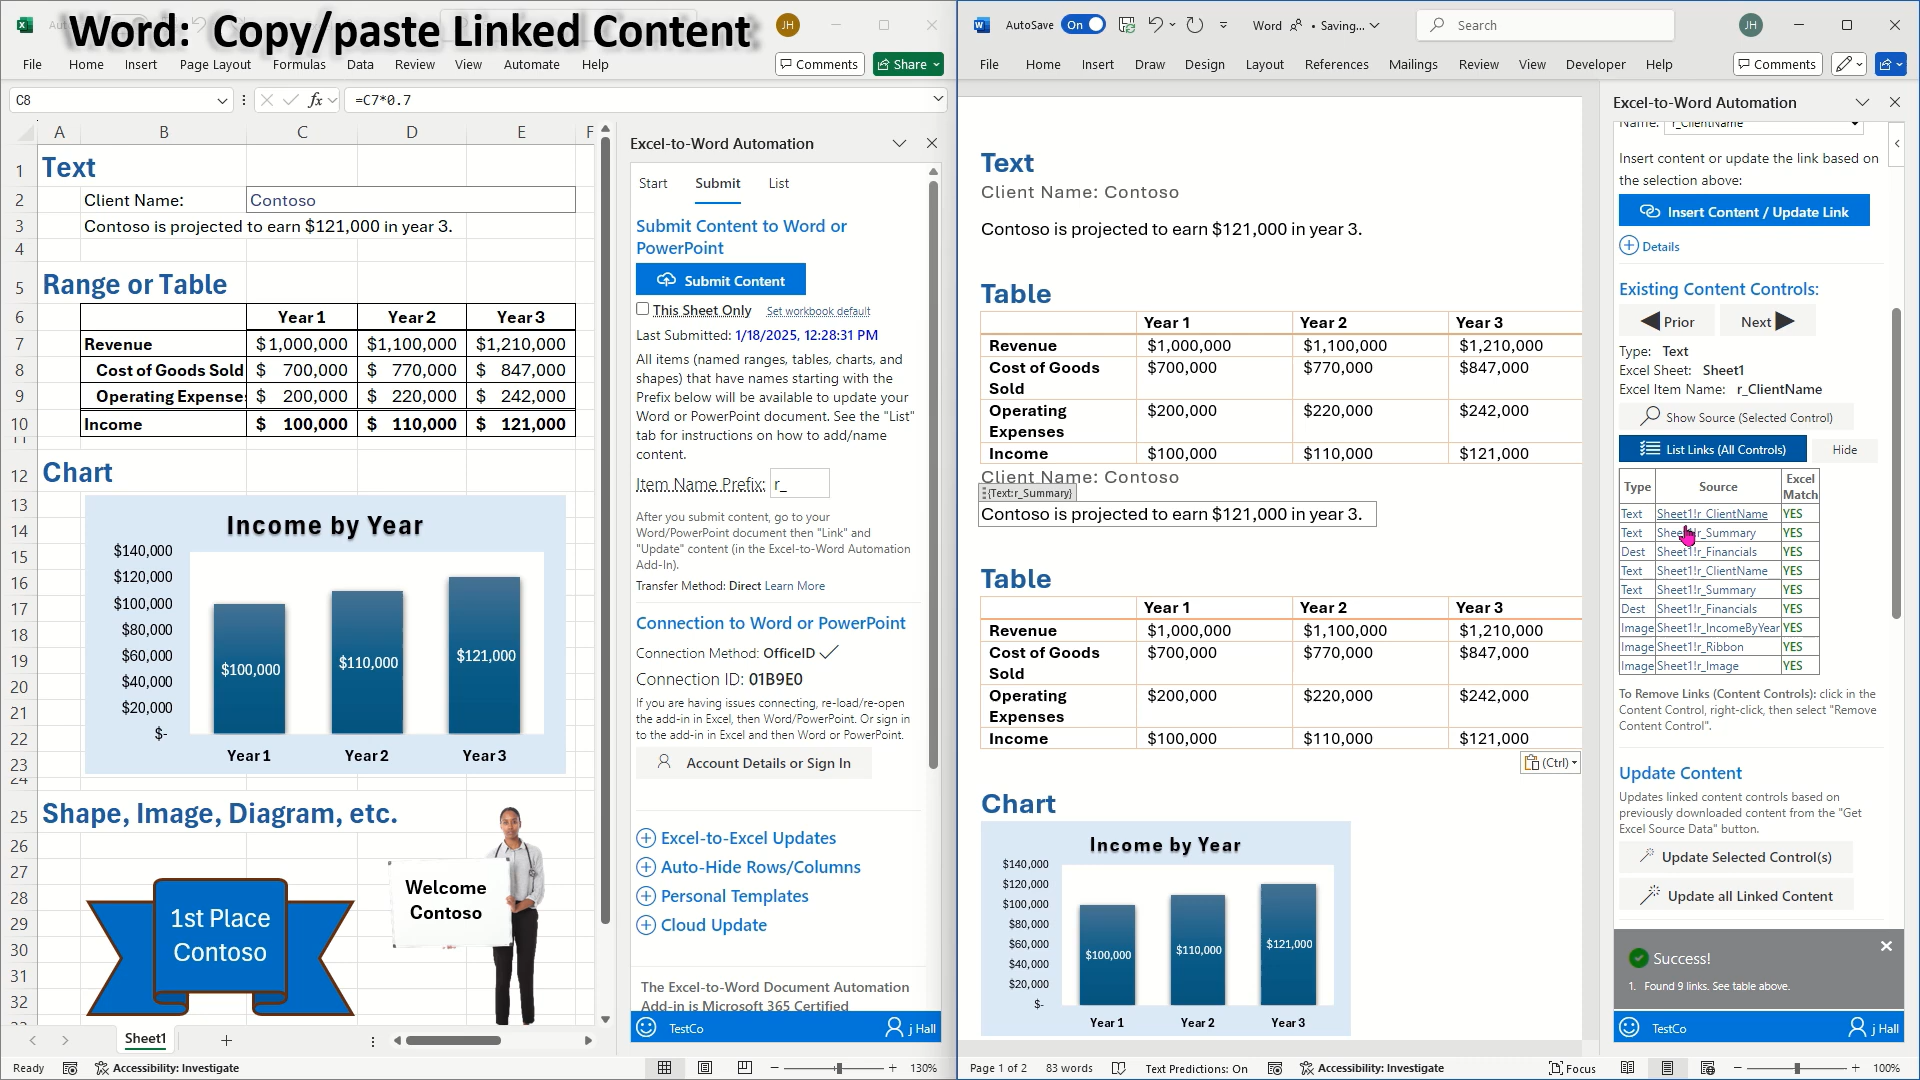 Word:  Copy/paste Linked Content
JH
File
Home
Insert
Page Layout
Formulas
Data
Review
View
Automate
Help
Comments
Share
C8
fx
=C7*0.7
A
B
C
D
E
F
1
Text
2
Client Name:
Contoso
3
Contoso is projected to earn $121,000 in year 3.
4
5
Range or Table
6
Year 1
Year 2
Year 3
7
Revenue
$1,000,000
$1,100,000
$1,210,000
8
Cost of Goods Sold
$ 700,000
$ 770,000
$ 847,000
9
Operating Expenses
$ 200,000
$ 220,000
$ 242,000
10
Income
$ 100,000
$ 110,000
$ 121,000
11
12
Chart
13
14
15
16
17
18
19
20
21
22
23
24
Income by Year
$140,000
$120,000
$100,000
$80,000
$60,000
$40,000
$20,000
$-
$100,000
$110,000
$121,000
Year 1
Year 2
Year 3
25
Shape, Image, Diagram, etc.
26
27
28
29
30
31
32
1st Place
Contoso
Welcome
Contoso
Sheet1
Ready
Accessibility: Investigate
130%
Excel-to-Word Automation
Start
Submit
List
Submit Content to Word or
PowerPoint
Submit Content
This Sheet Only
Set workbook default
Last Submitted: 1/18/2025, 12:28:31 PM
All items (named ranges, tables, charts, and
shapes) that have names starting with the
Prefix below will be available to update your
Word or PowerPoint document. See the "List"
tab for instructions on how to add/name
content.
Item Name Prefix:
r_
After you submit content, go to your
Word/PowerPoint document then "Link" and
"Update" content (in the Excel-to-Word Automation
Add-In).
Transfer Method: Direct Learn More
Connection to Word or PowerPoint
Connection Method: OfficeID
Connection ID: 01B9E0
If you are having issues connecting, re-load/re-open
the add-in in Excel, then Word/PowerPoint. Or sign in
to the add-in in Excel and then Word or PowerPoint.
Account Details or Sign In
Excel-to-Excel Updates
Auto-Hide Rows/Columns
Personal Templates
Cloud Update
The Excel-to-Word Document Automation
Add-in is Microsoft 365 Certified
TestCo
j Hall
AutoSave
On
Word
• Saving...
Search
JH
File
Home
Insert
Draw
Design
Layout
References
Mailings
Review
View
Developer
Help
Comments
Text
Client Name: Contoso
Contoso is projected to earn $121,000 in year 3.
Table
Year 1
Year 2
Year 3
Revenue
$1,000,000
$1,100,000
$1,210,000
Cost of Goods
Sold
$700,000
$770,000
$847,000
Operating
Expenses
$200,000
$220,000
$242,000
Income
$100,000
$110,000
$121,000
Client Name: Contoso
{Text:r_Summary}
Contoso is projected to earn $121,000 in year 3.
Table
Year 1
Year 2
Year 3
Revenue
$1,000,000
$1,100,000
$1,210,000
Cost of Goods
Sold
$700,000
$770,000
$847,000
Operating
Expenses
$200,000
$220,000
$242,000
Income
$100,000
$110,000
$121,000
(Ctrl)
Chart
Income by Year
$140,000
$120,000
$100,000
$80,000
$60,000
$40,000
$20,000
$-
$100,000
$110,000
$121,000
Year 1
Year 2
Year 3
Page 1 of 2
83 words
Text Predictions: On
Accessibility: Investigate
Focus
100%
Excel-to-Word Automation
Name:
r_ClientName
Insert content or update the link based on
the selection above:
Insert Content / Update Link
Details
Existing Content Controls:
Prior
Next
Type: Text
Excel Sheet: Sheet1
Excel Item Name: r_ClientName
Show Source (Selected Control)
List Links (All Controls)
Hide
Type
Source
Excel
Match
Text Sheet1!r_ClientName YES
Text Sheet1!r_Summary YES
Dest Sheet1!r_Financials YES
Text Sheet1!r_ClientName YES
Text Sheet1!r_Summary YES
Dest Sheet1!r_Financials YES
Image Sheet1!r_IncomeByYear YES
Image Sheet1!r_Ribbon YES
Image Sheet1!r_Image YES
To Remove Links (Content Controls): click in the
Content Control, right-click, then select "Remove
Content Control".
Update Content
Updates linked content controls based on
previously downloaded content from the "Get
Excel Source Data" button.
Update Selected Control(s)
Update all Linked Content
Success!
1. Found 9 links. See table above.
TestCo
j Hall